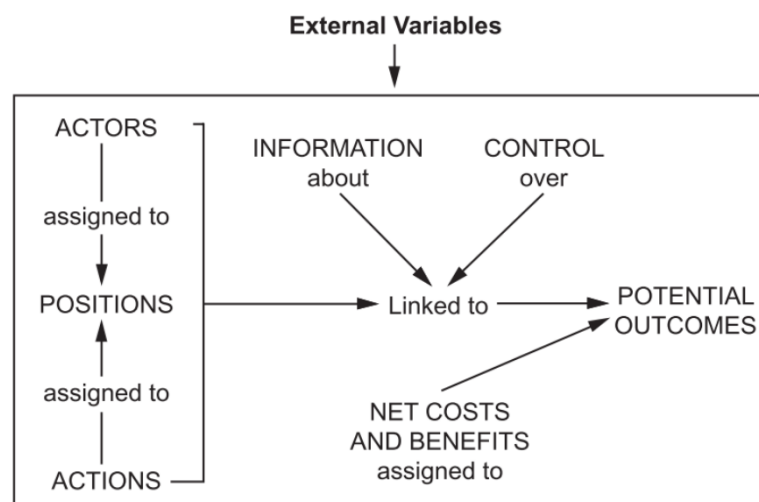 External Variables
ACTORS
assigned to
POSITIONS
assigned to
ACTIONS
INFORMATION
about
CONTROL
over
Linked to
POTENTIAL
OUTCOMES
NET COSTS
AND BENEFITS
assigned to